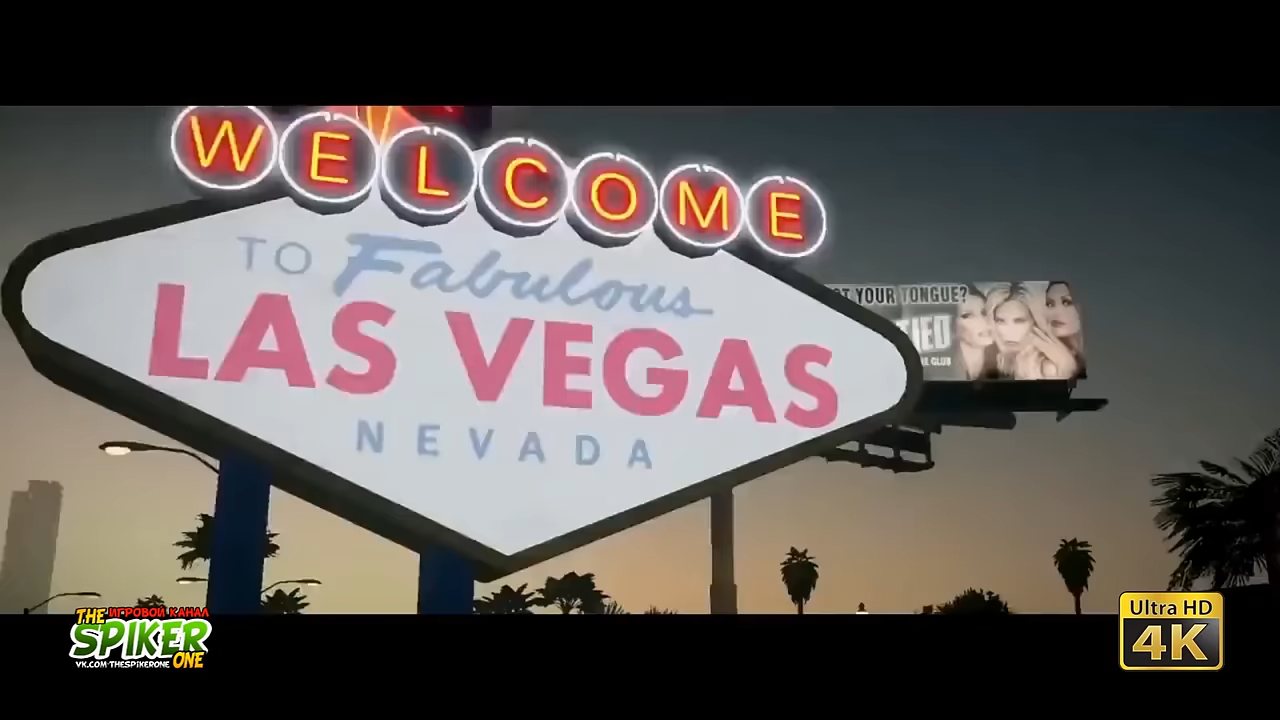 WELCOME
TO Fabulous
LAS VEGAS
NEVADA
YOUR TONGUE?
CLUB
THE ИГРОВОЙ КАНАЛ
SPIKER
VK.COM/THESPIKERONE ONE
Ultra HD
4K